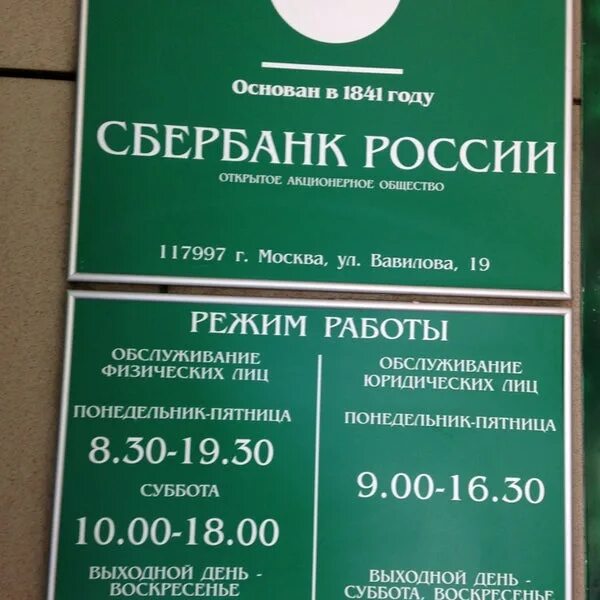 Основан в 1841 году
СБЕРБАНК РОССИИ
ОТКРЫТОЕ АКЦИОНЕРНОЕ ОБЩЕСТВО
117997 г. Москва, ул. Вавилова, 19
РЕЖИМ РАБОТЫ
ОБСЛУЖИВАНИЕ
ФИЗИЧЕСКИХ ЛИЦ
ПОНЕДЕЛЬНИК-ПЯТНИЦА
8.30-19.30
СУББОТА
10.00-18.00
ВЫХОДНОЙ ДЕНЬ -
ВОСКРЕСЕНЬЕ
ОБСЛУЖИВАНИЕ
ЮРИДИЧЕСКИХ ЛИЦ
ПОНЕДЕЛЬНИК-ПЯТНИЦА
9.00-16.30
ВЫХОДНОЙ ДЕНЬ -
СУББОТА, ВОСКРЕСЕНЬЕ